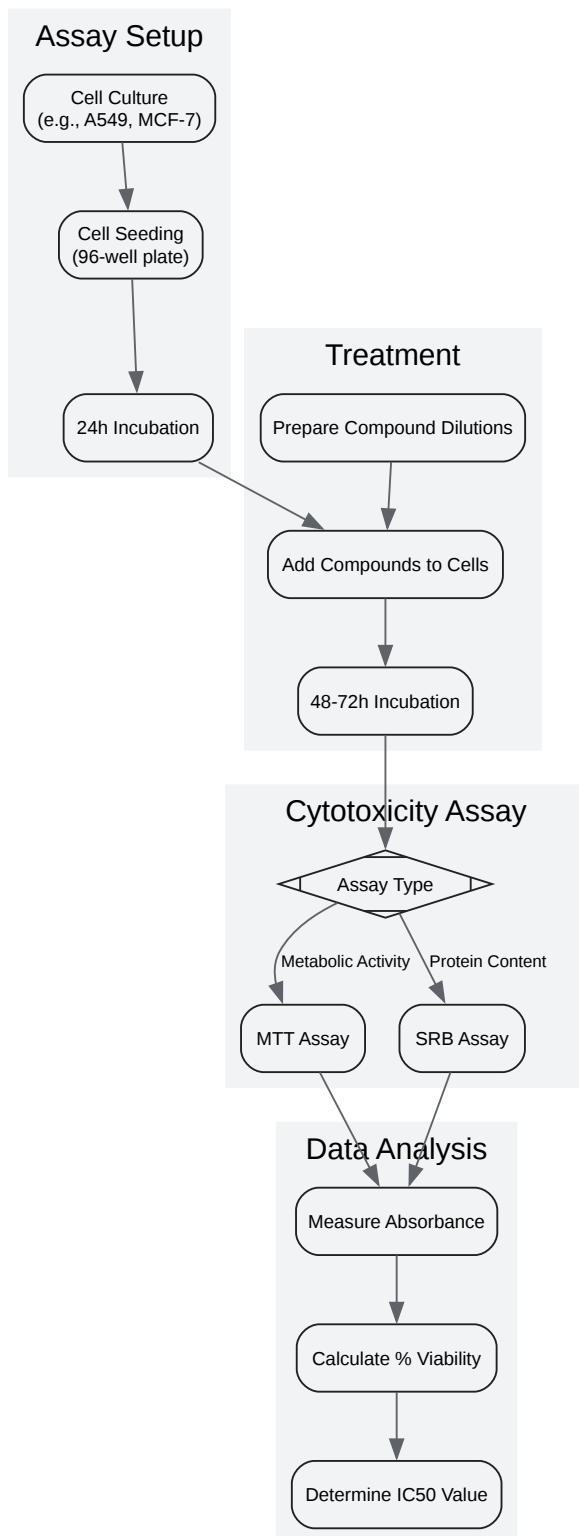 Assay Setup
Cell Culture
(e.g., A549, MCF-7)
Cell Seeding
(96-well plate)
24h Incubation
Treatment
Prepare Compound Dilutions
Add Compounds to Cells
48-72h Incubation
Cytotoxicity Assay
Assay Type
Metabolic Activity
Protein Content
MTT Assay
SRB Assay
Data Analysis
Measure Absorbance
Calculate % Viability
Determine IC50 Value